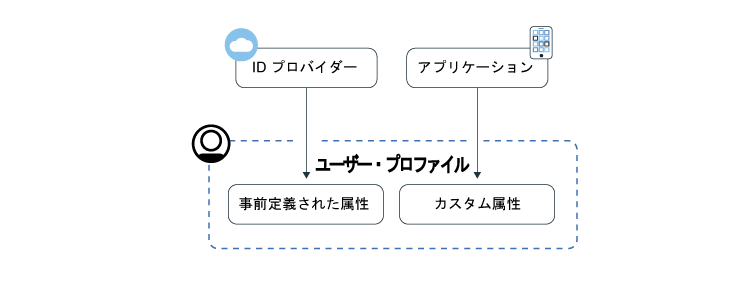 ID プロバイダー
アプリケーション
ユーザー・プロファイル
事前定義された属性
カスタム属性